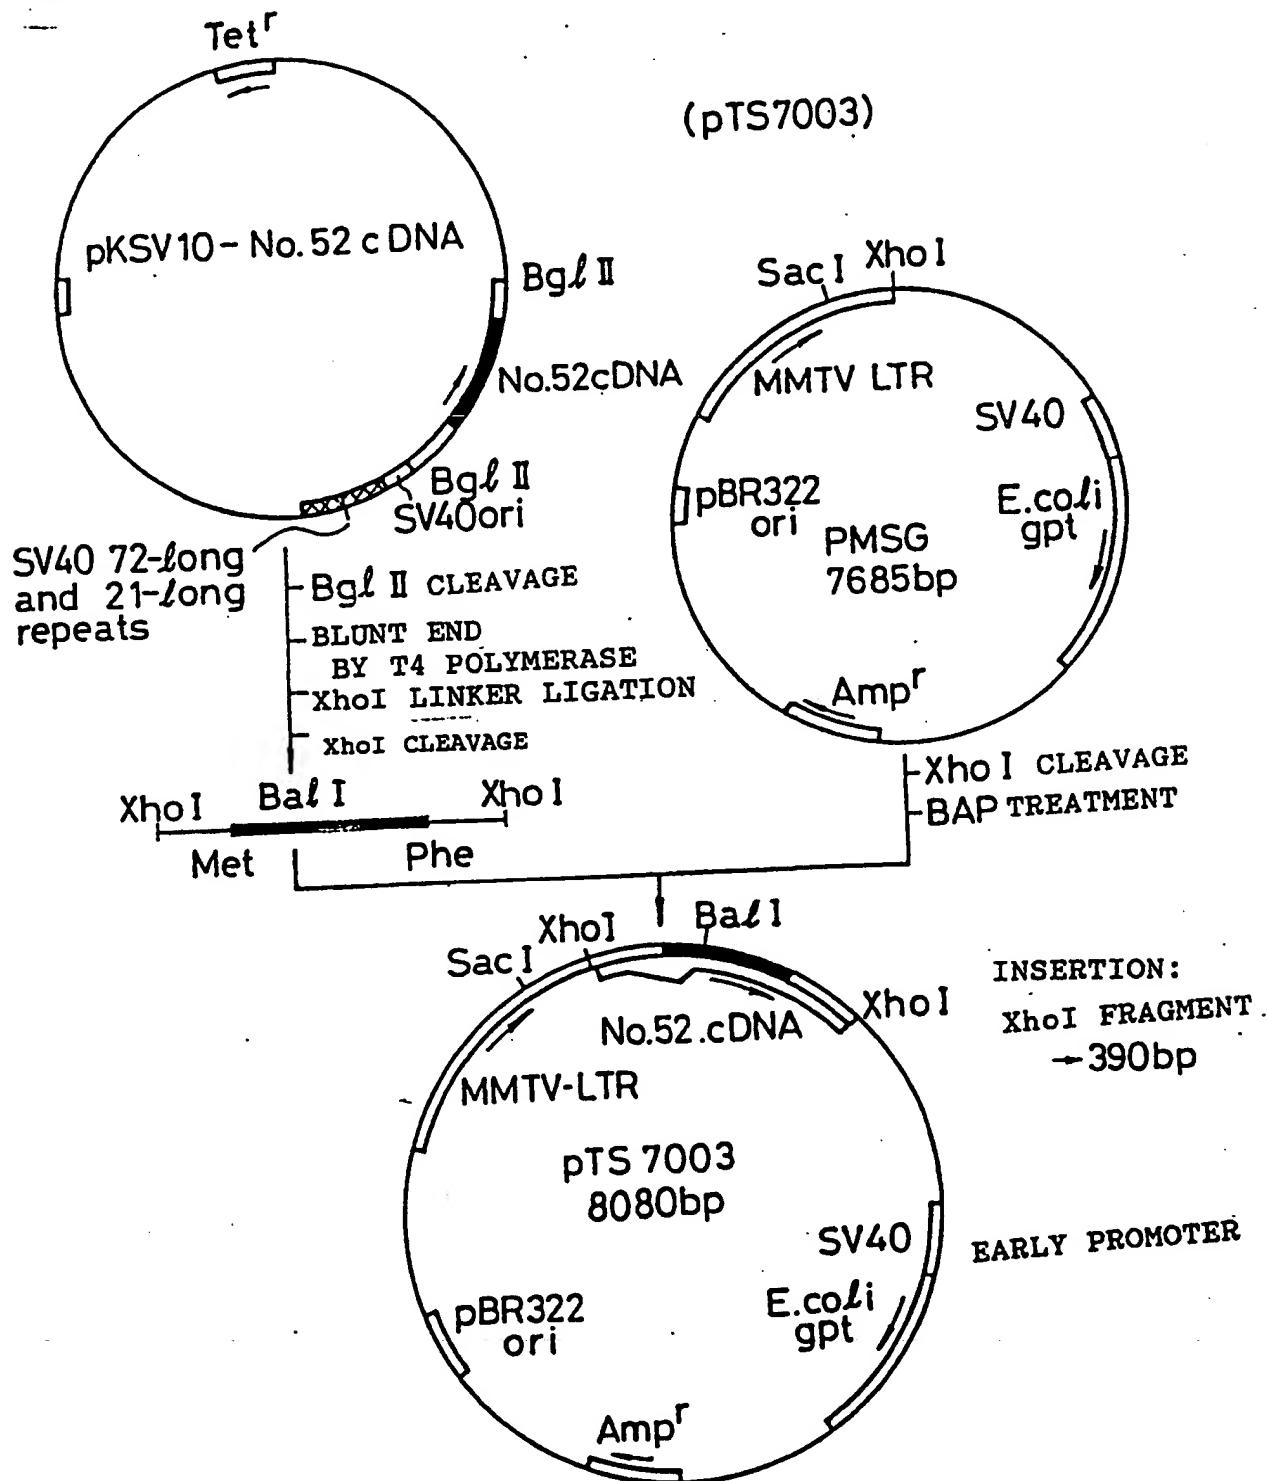 Tet^r
(pTS7003)
pKSV10 - No. 52 c DNA
Bgl II
No.52cDNA
Bgl II
SV40ori
SV40 72-long
and 21-long
repeats
Bgl II CLEAVAGE
BLUNT END
BY T4 POLYMERASE
XhoI LINKER LIGATION
XhoI CLEAVAGE
Sac I
Xho I
MMTV LTR
SV40
pBR322
ori
E.coli
gpt
PMSG
7685bp
Amp^r
Xho I CLEAVAGE
BAP TREATMENT
Xho I
Bal I
Xho I
Met
Phe
Sac I
XhoI
Bal I
XhoI
No.52.cDNA
INSERTION:
XhoI FRAGMENT.
→390bp
MMTV-LTR
pTS 7003
8080bp
SV40
EARLY PROMOTER
E.coli
gpt
pBR322
ori
Amp^r